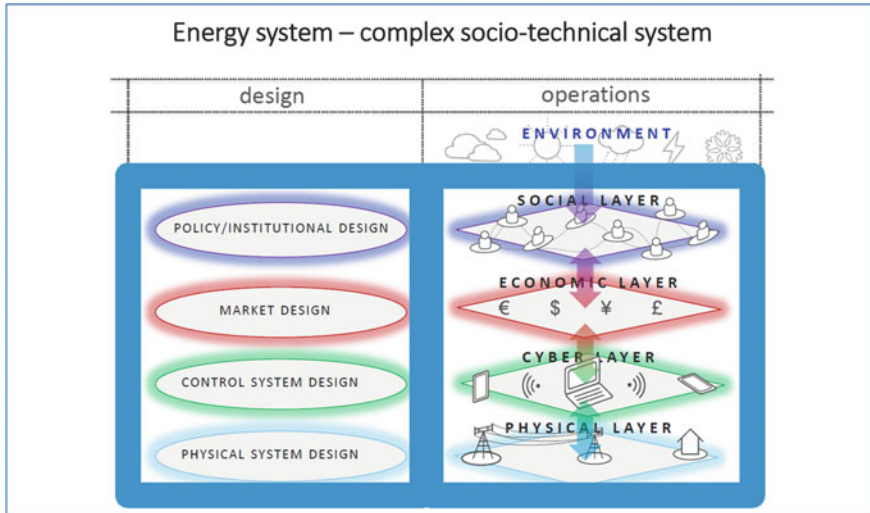 Energy system – complex socio-technical system
design
operations
ENVIRONMENT
POLICY/INSTITUTIONAL DESIGN
SOCIAL LAYER
MARKET DESIGN
ECONOMIC LAYER
€ $ ¥ £
CONTROL SYSTEM DESIGN
CYBER LAYER
PHYSICAL SYSTEM DESIGN
PHYSICAL LAYER